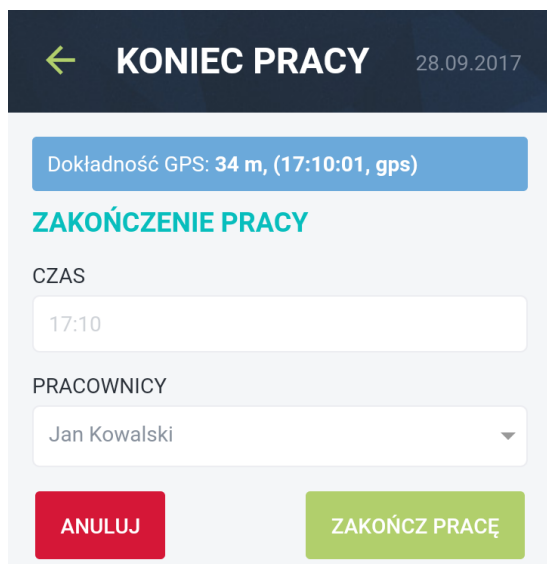 KONIEC PRACY 28.09.2017
Dokładność GPS: 34 m, (17:10:01, gps)
ZAKOŃCZENIE PRACY
CZAS
17:10
PRACOWNICY
Jan Kowalski
ANULUJ ZAKOŃCZ PRACĘ